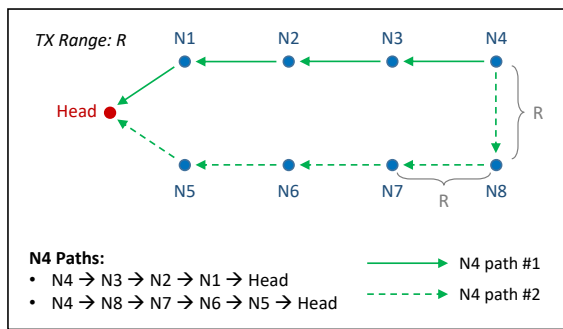 TX Range: R
N1 N2 N3 N4
Head
R
N5 N6 N7 N8
R
N4 Paths:
• N4 → N3 → N2 → N1 → Head
• N4 → N8 → N7 → N6 → N5 → Head
N4 path #1
N4 path #2